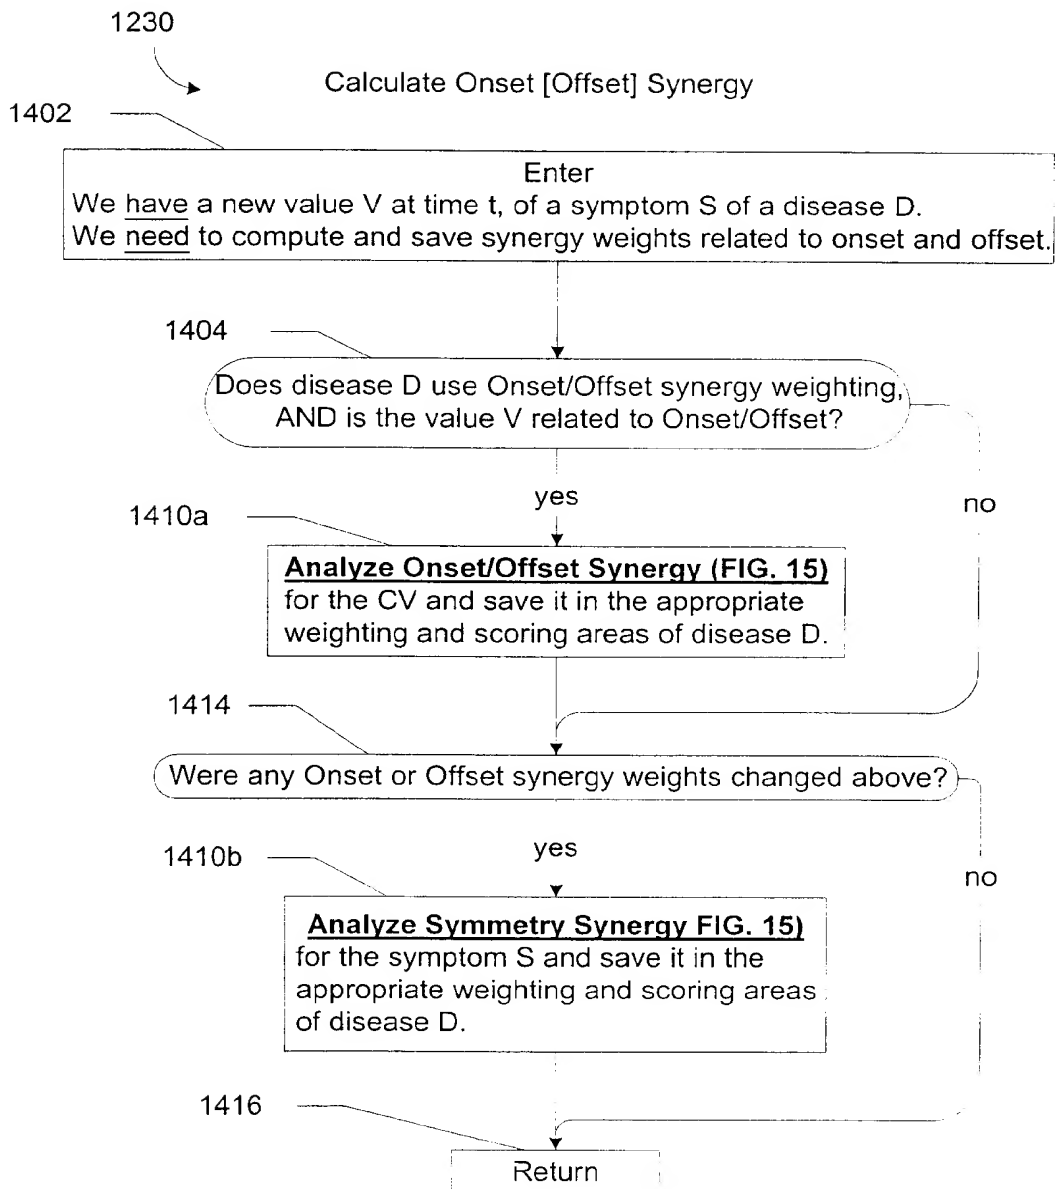 1230
Calculate Onset [Offset] Synergy
1402
Enter
We have a new value V at time t, of a symptom S of a disease D.
We need to compute and save synergy weights related to onset and offset.
1404
Does disease D use Onset/Offset synergy weighting,
AND is the value V related to Onset/Offset?
yes
no
1410a
Analyze Onset/Offset Synergy (FIG. 15)
for the CV and save it in the appropriate
weighting and scoring areas of disease D.
1414
Were any Onset or Offset synergy weights changed above?
yes
no
1410b
Analyze Symmetry Synergy FIG. 15)
for the symptom S and save it in the
appropriate weighting and scoring areas
of disease D.
1416
Return